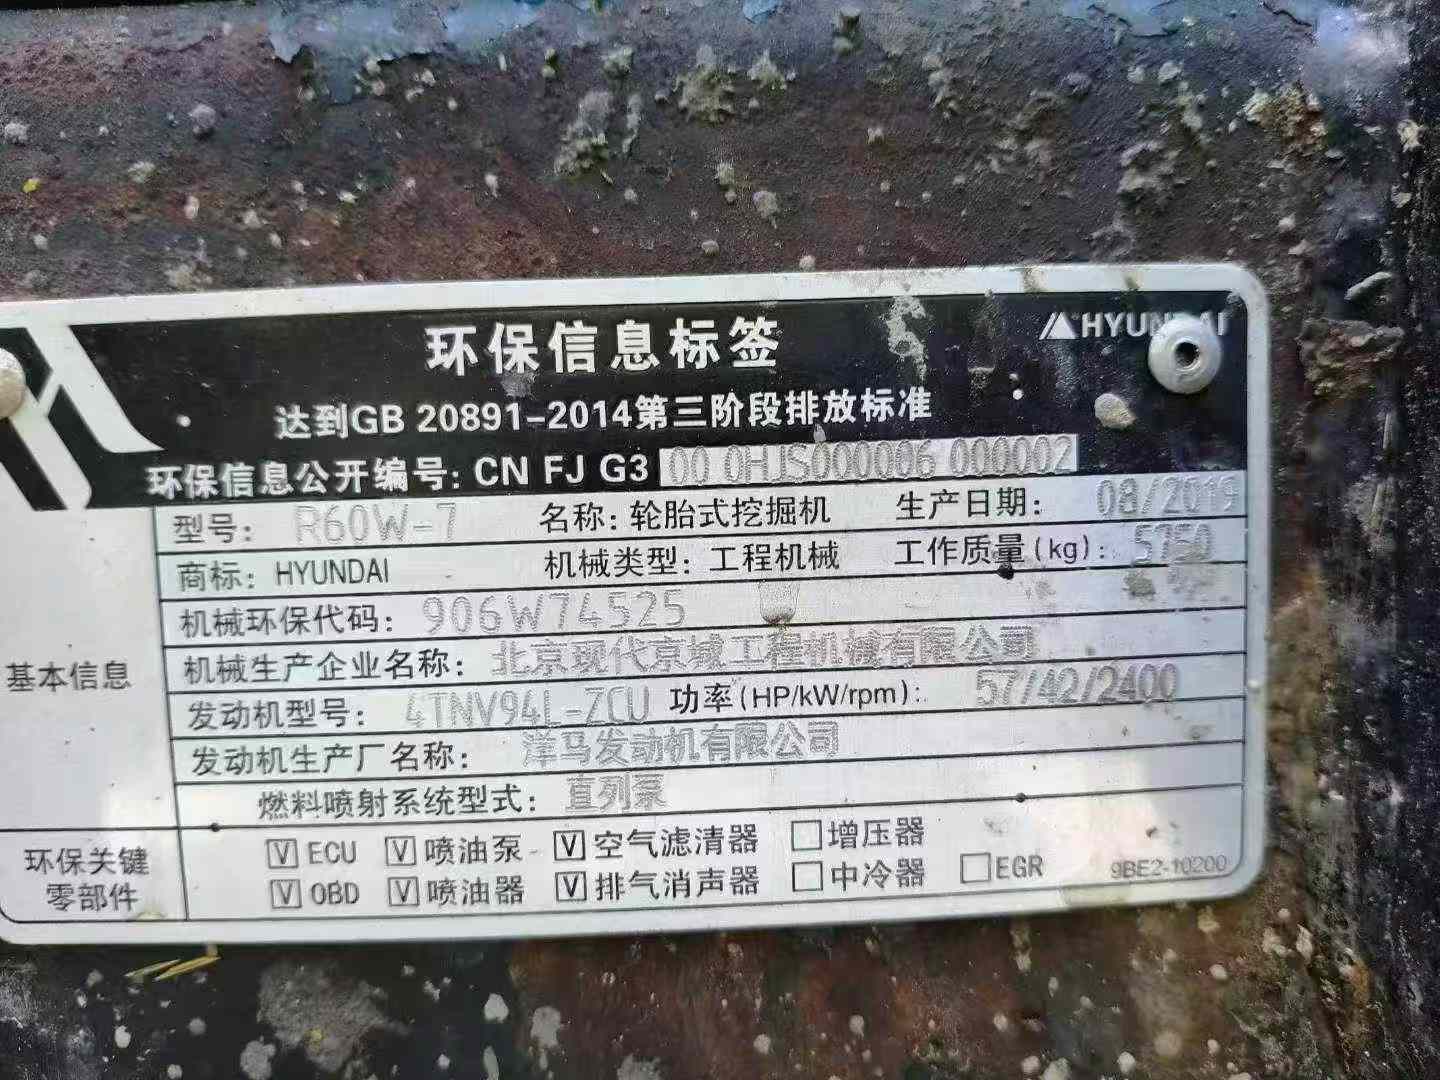 环保信息标签
HYUNDAI
达到GB 20891-2014第三阶段排放标准
环保信息公开编号: CN FJ G3 00 0HJS000006 000002
型号: R60W-7 名称: 轮胎式挖掘机 生产日期: 08/2019
商标: HYUNDAI 机械类型: 工程机械 工作质量(kg): 5750
机械环保代码: 906W74525
基本信息
机械生产企业名称: 北京现代京城工程机械有限公司
发动机型号: 4TNV94L-ZCU 功率(HP/kW/rpm): 57/42/2400
发动机生产厂名称: 洋马发动机有限公司
燃料喷射系统型式: 直列泵
环保关键
零部件
V ECU V 喷油泵 V 空气滤清器 增压器
V OBD V 喷油器 V 排气消声器 中冷器 EGR
9BE2-10200